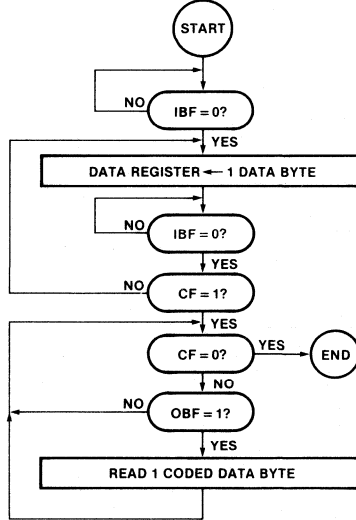 START
NO
IBF = 0?
YES
DATA REGISTER ← 1 DATA BYTE
NO
IBF = 0?
YES
NO
CF = 1?
YES
CF = 0?
YES
END
NO
NO
OBF = 1?
YES
READ 1 CODED DATA BYTE